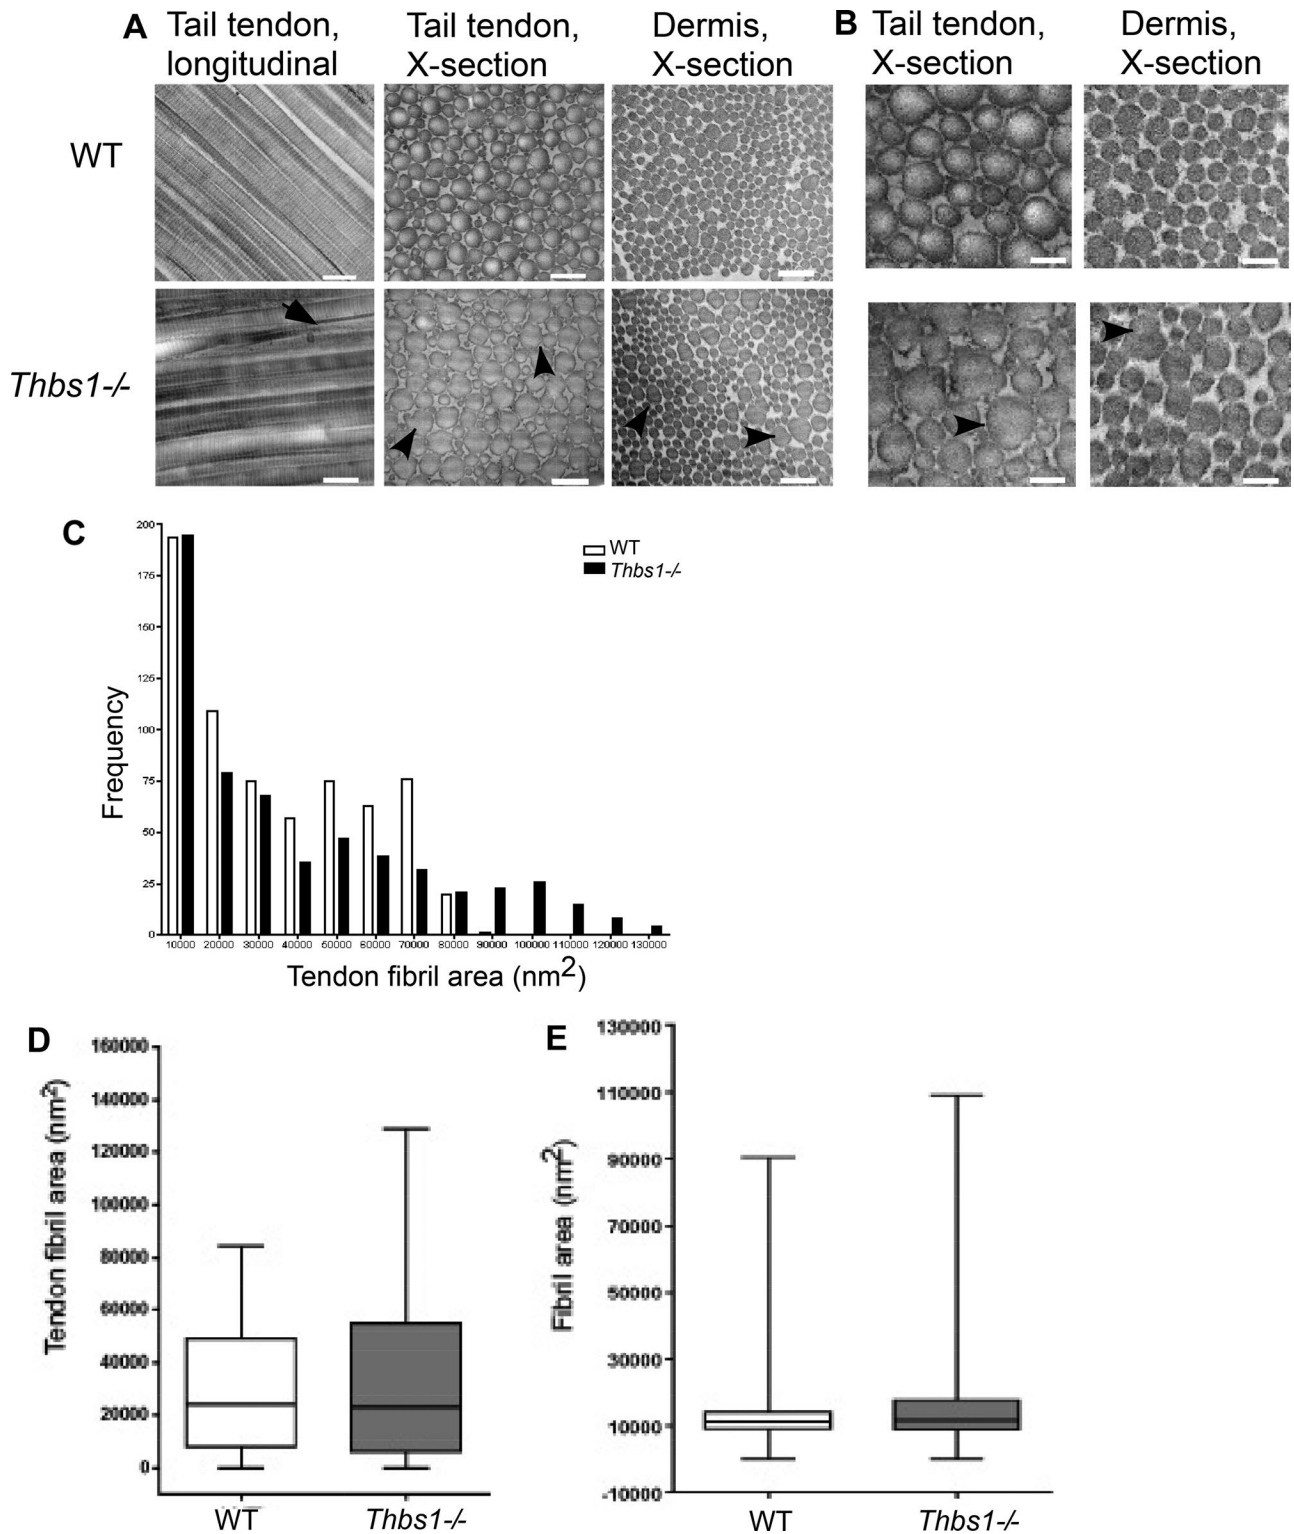 A
Tail tendon,
longitudinal
Tail tendon,
X-section
Dermis,
X-section
B
Tail tendon,
X-section
Dermis,
X-section
WT
Thbs1-/-
C
200
175
150
125
100
75
50
25
0
Frequency
WT
Thbs1-/-
10000 20000 30000 40000 50000 60000 70000 80000 90000 100000 110000 120000 130000
Tendon fibril area (nm2)
D
160000
140000
120000
100000
80000
60000
40000
20000
0
Tendon fibril area (nm2)
WT Thbs1-/-
E
130000
110000
90000
70000
50000
30000
10000
-10000
Fibril area (nm2)
WT Thbs1-/-